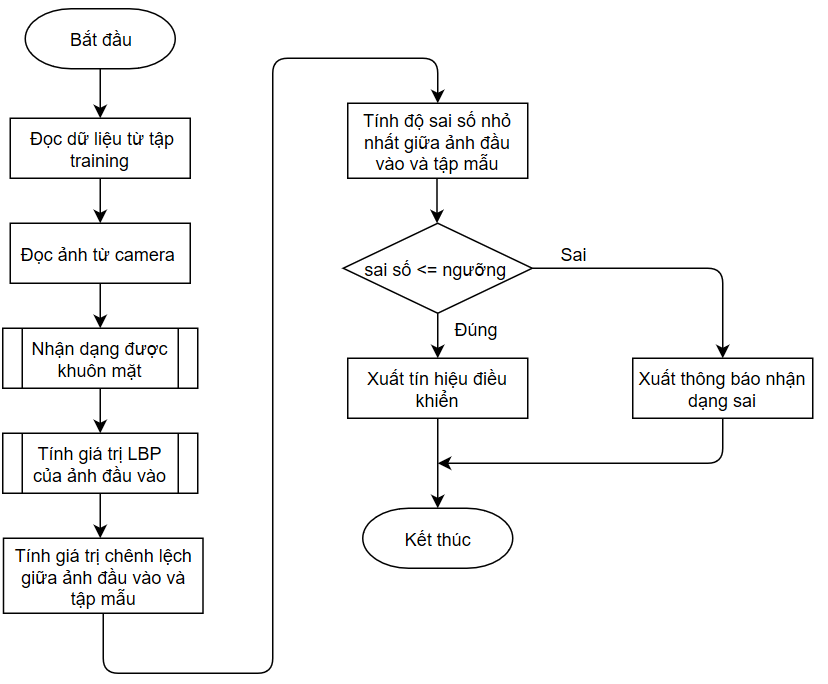 Bắt đầu
Đọc dữ liệu từ tập
training
Đọc ảnh từ camera
Nhận dạng được
khuôn mặt
Tính giá trị LBP
của ảnh đầu vào
Tính giá trị chênh lệch
giữa ảnh đầu vào và
tập mẫu
Tính độ sai số nhỏ
nhất giữa ảnh đầu
vào và tập mẫu
sai số <= ngưỡng
Sai
Đúng
Xuất tín hiệu điều
khiển
Xuất thông báo nhận
dạng sai
Kết thúc